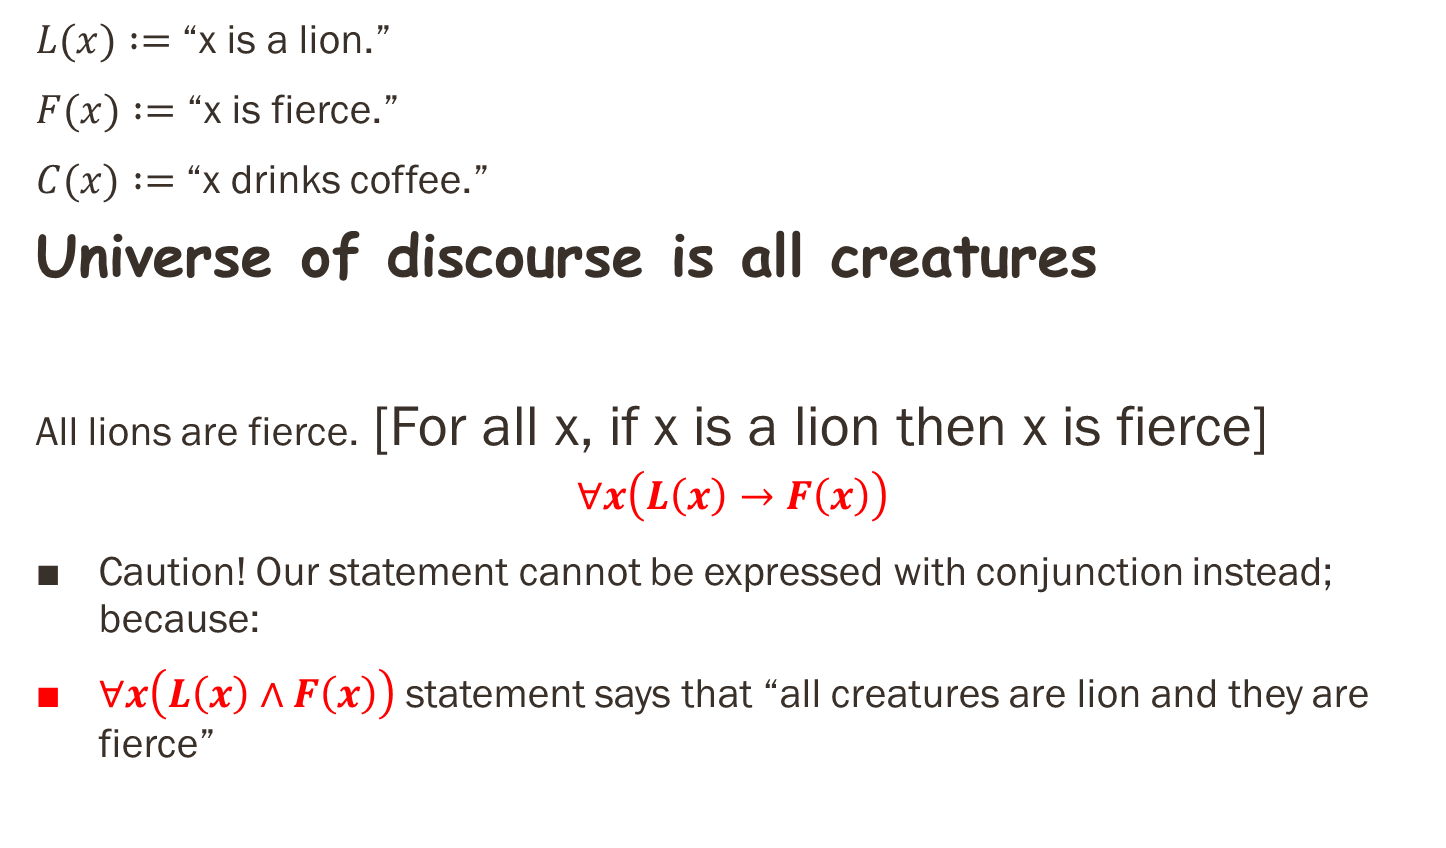 L(x) := “x is a lion.”
F(x) := “x is fierce.”
C(x) := “x drinks coffee.”
Universe of discourse is all creatures
All lions are fierce. [For all x, if x is a lion then x is fierce]
∀x(L(x) → F(x))
■ Caution! Our statement cannot be expressed with conjunction instead;
because:
■ ∀x(L(x) ∧ F(x)) statement says that “all creatures are lion and they are
fierce”